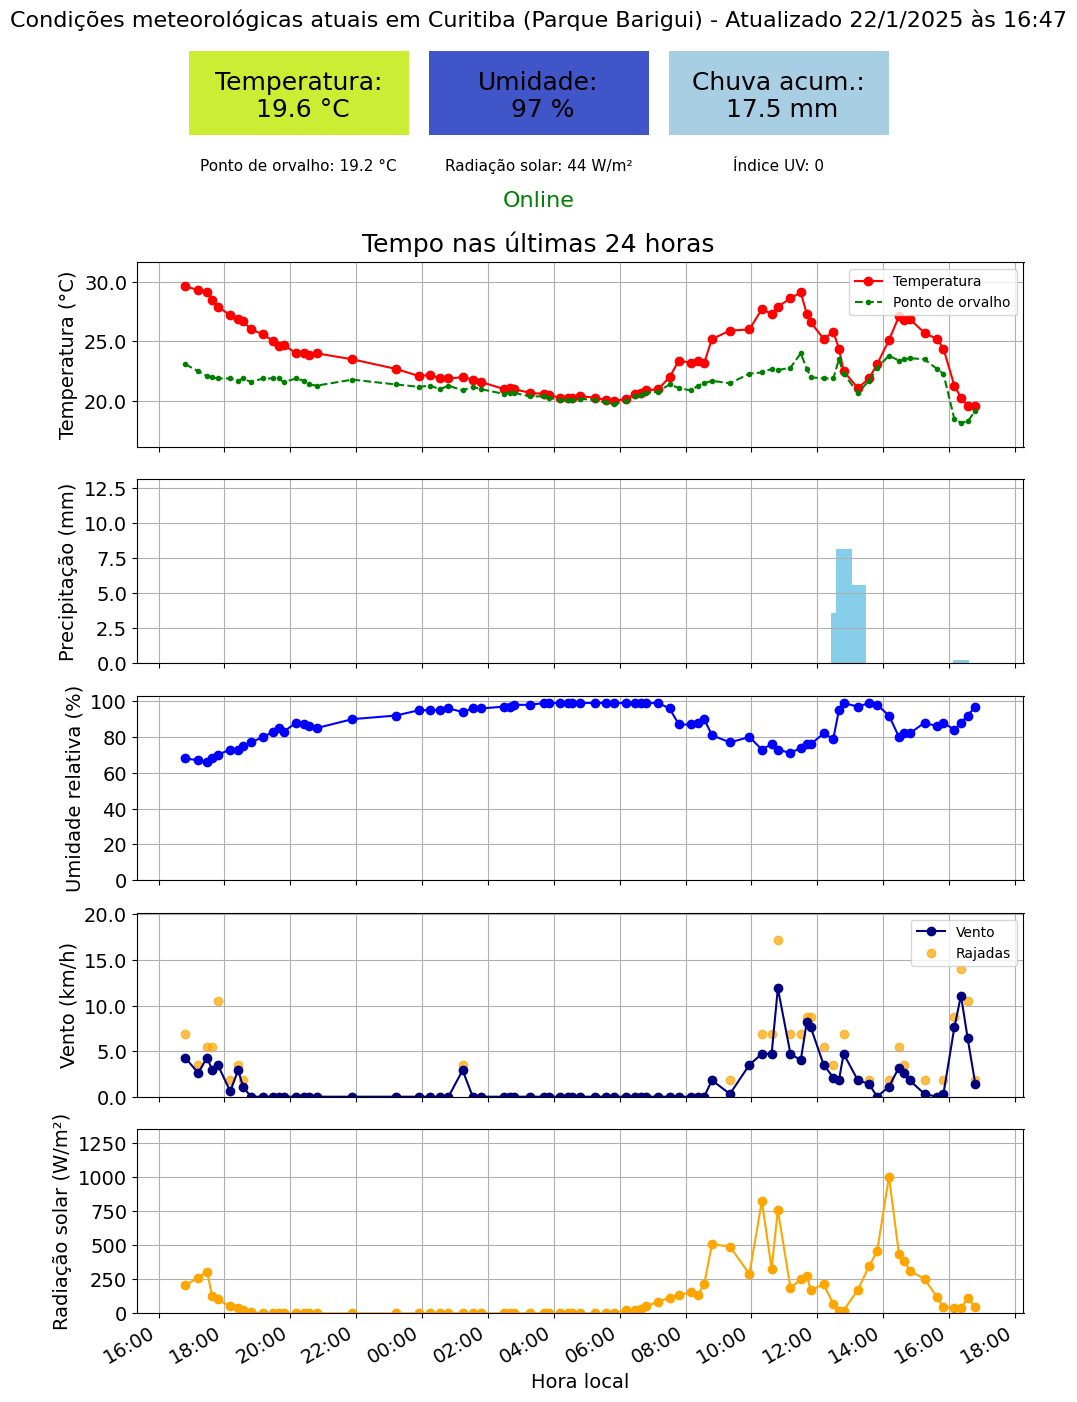 Condições meteorológicas atuais em Curitiba (Parque Barigui) - Atualizado 22/1/2025 às 16:47
Temperatura:
19.6 °C
Umidade:
97 %
Chuva acum.:
17.5 mm
Ponto de orvalho: 19.2 °C
Radiação solar: 44 W/m²
Índice UV: 0
Online
Tempo nas últimas 24 horas
Temperatura (°C)
30.0
25.0
20.0
Temperatura
Ponto de orvalho
Precipitação (mm)
12.5
10.0
7.5
5.0
2.5
0.0
Umidade relativa (%)
100
80
60
40
20
0
Vento (km/h)
20.0
15.0
10.0
5.0
0.0
Vento
Rajadas
Radiação solar (W/m²)
1250
1000
750
500
250
0
16:00
18:00
20:00
22:00
00:00
02:00
04:00
06:00
08:00
10:00
12:00
14:00
16:00
18:00
Hora local